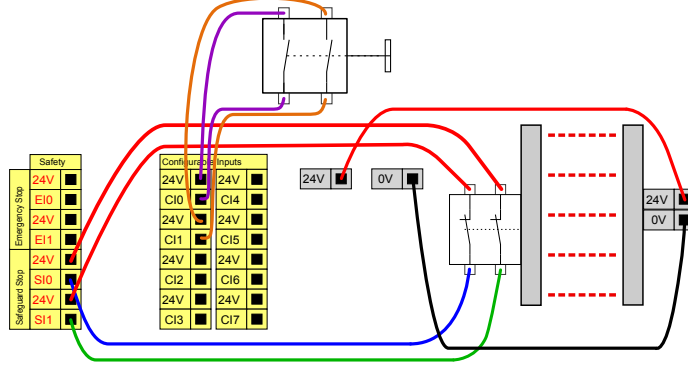 Safety
Emergency Stop
24V
EI0
24V
EI1
Safeguard Stop
24V
SI0
24V
SI1
Configurable Inputs
24V 24V
CI0 CI4
24V 24V
CI1 CI5
24V 24V
CI2 CI6
24V 24V
CI3 CI7
24V
0V
24V
0V